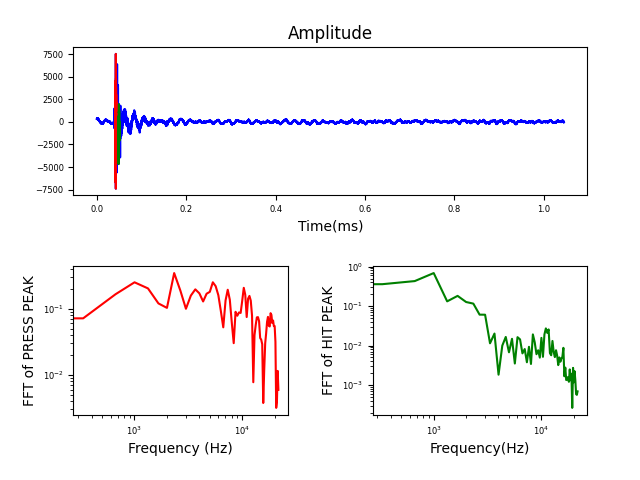 Amplitude
7500
5000
2500
0
−2500
−5000
−7500
0.0 0.2 0.4 0.6 0.8 1.0
Time(ms)
FFT of PRESS PEAK
10⁻¹
10⁻²
10³ 10⁴
Frequency (Hz)
FFT of HIT PEAK
10⁰
10⁻¹
10⁻²
10⁻³
10³ 10⁴
Frequency(Hz)